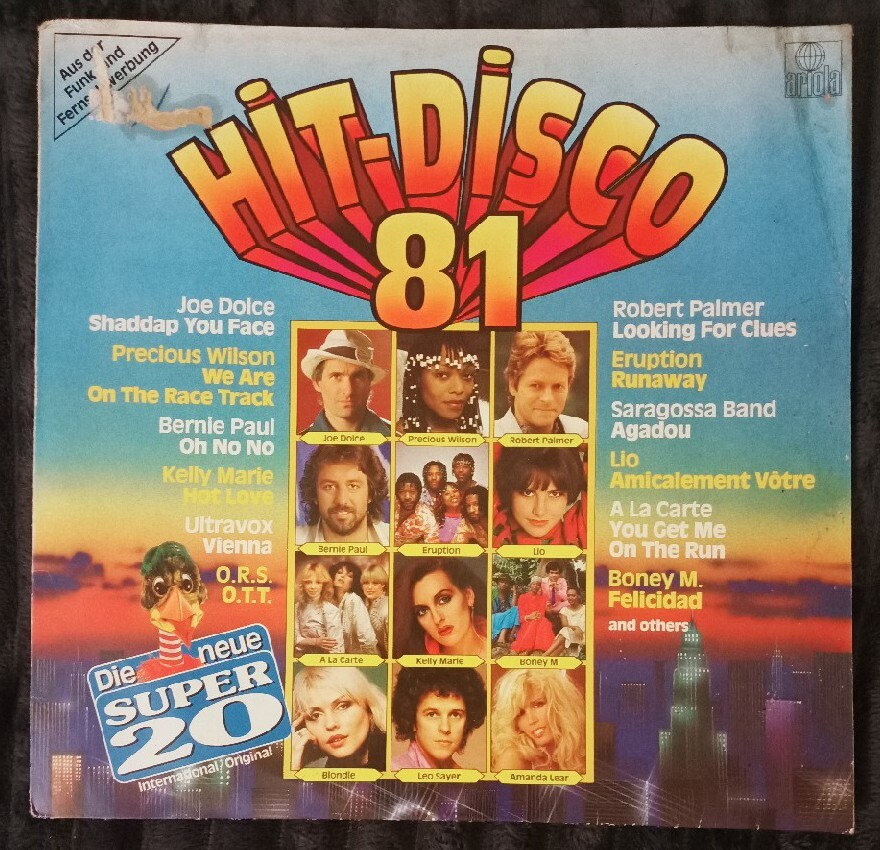 Aus der
Funk und
Fernsehwerbung
ariola
HIT-DISCO
81
Joe Dolce
Shaddap You Face
Precious Wilson
We Are
On The Race Track
Bernie Paul
Oh No No
Kelly Marie
Hot Love
Ultravox
Vienna
O.R.S.
O.T.T.
Robert Palmer
Looking For Clues
Eruption
Runaway
Saragossa Band
Agadou
Lio
Amicalement Vôtre
A La Carte
You Get Me
On The Run
Boney M.
Felicidad
and others
Joe Dolce
Precious Wilson
Robert Palmer
Bernie Paul
Eruption
Lio
A La Carte
Kelly Marie
Boney M
Blondie
Leo Sayer
Amanda Lear
Die neue
SUPER
20
International/Original